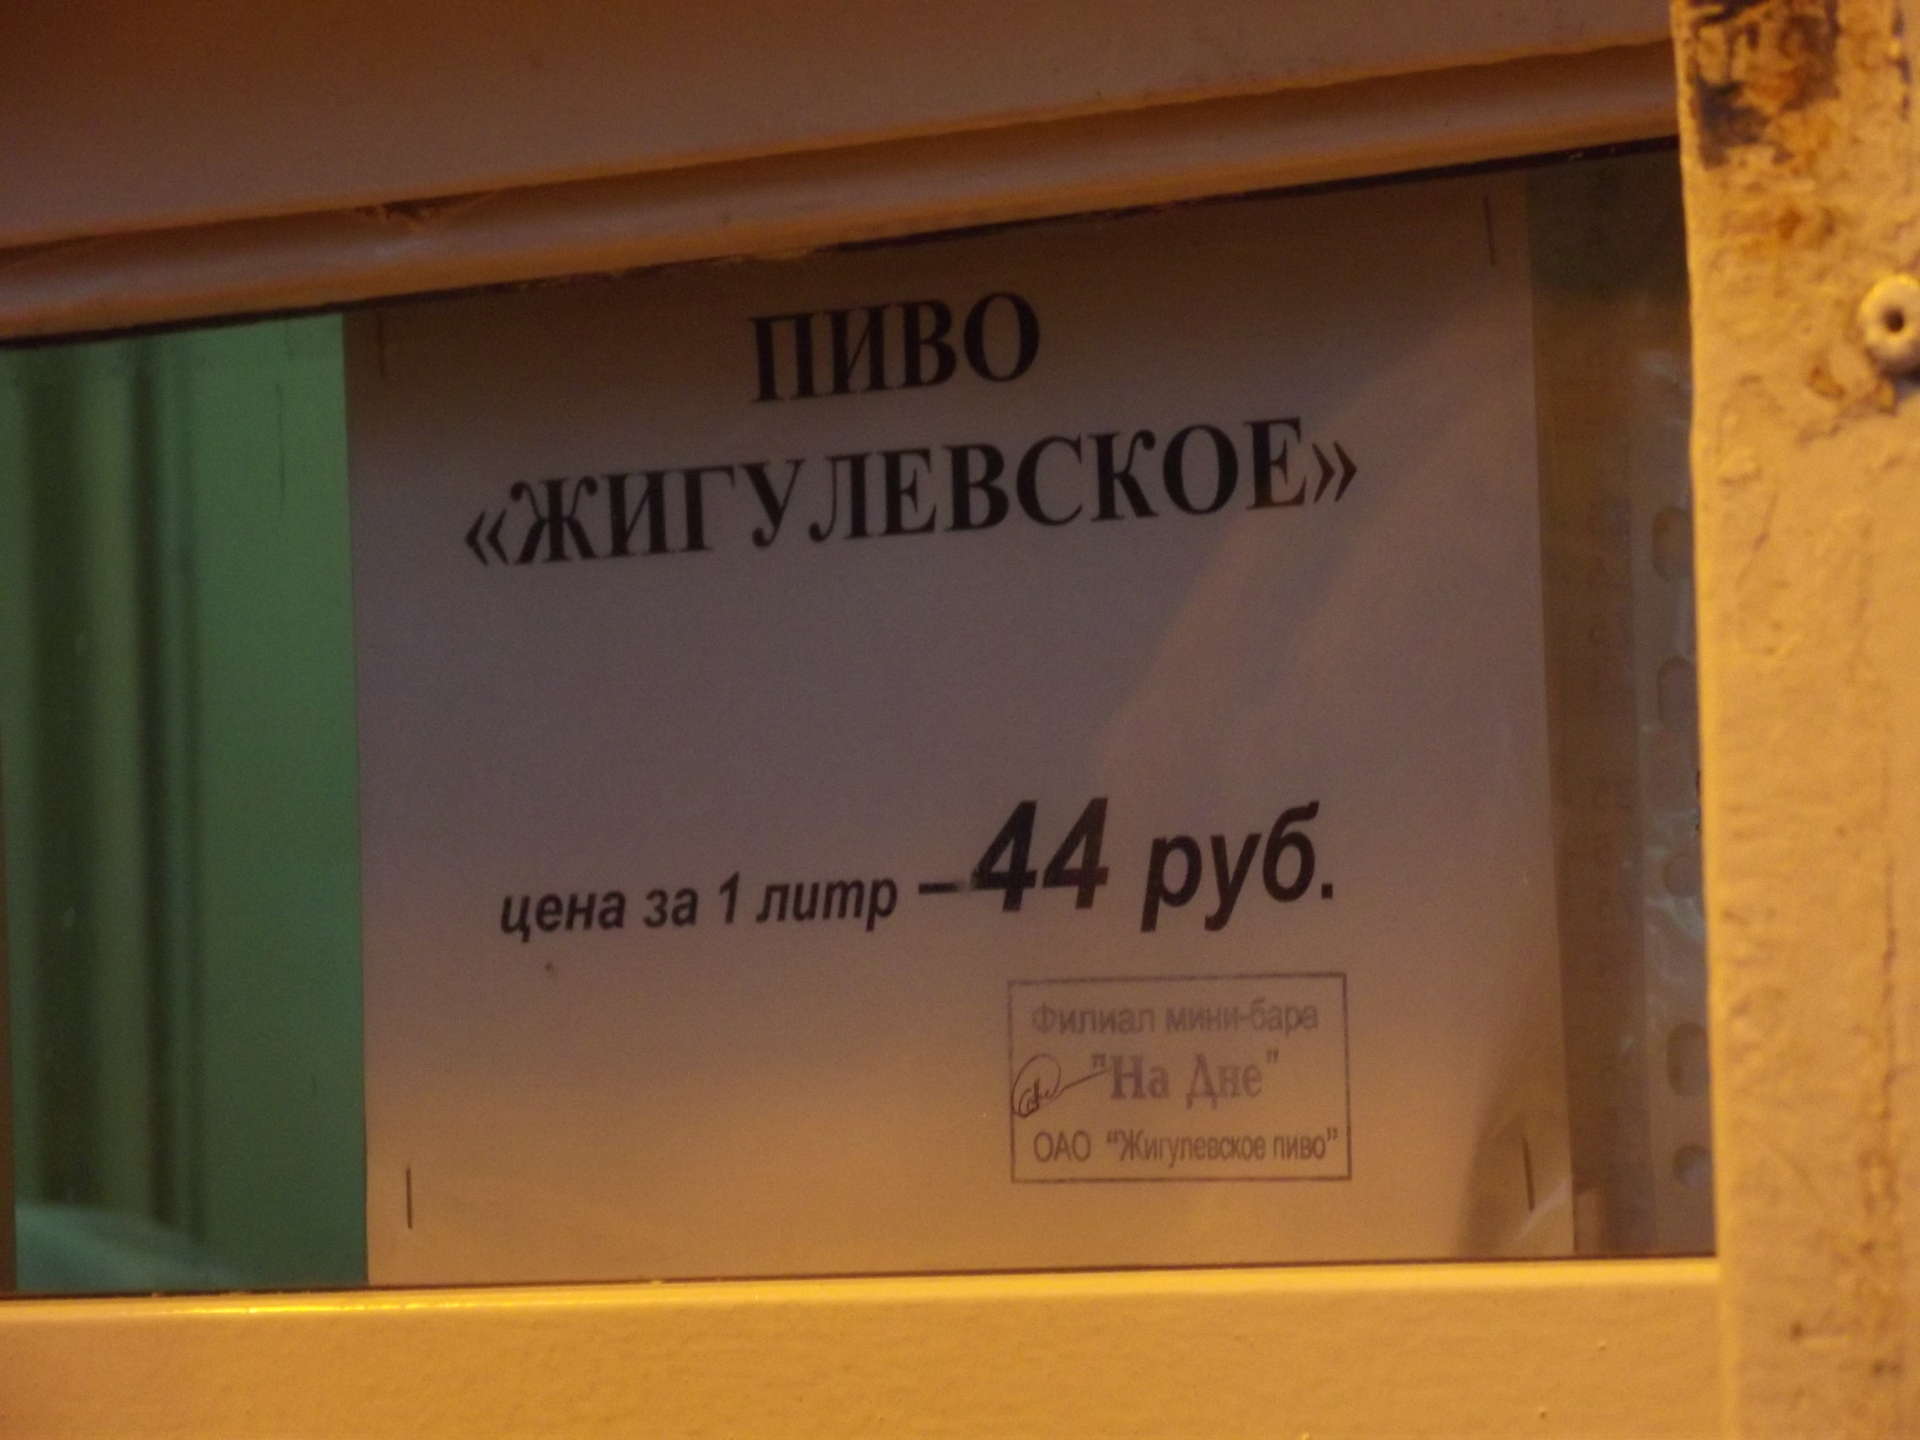 ПИВО
«ЖИГУЛЕВСКОЕ»
цена за 1 литр – 44 руб.
Филиал мини-бара
"На Дне"
ОАО "Жигулевское пиво"